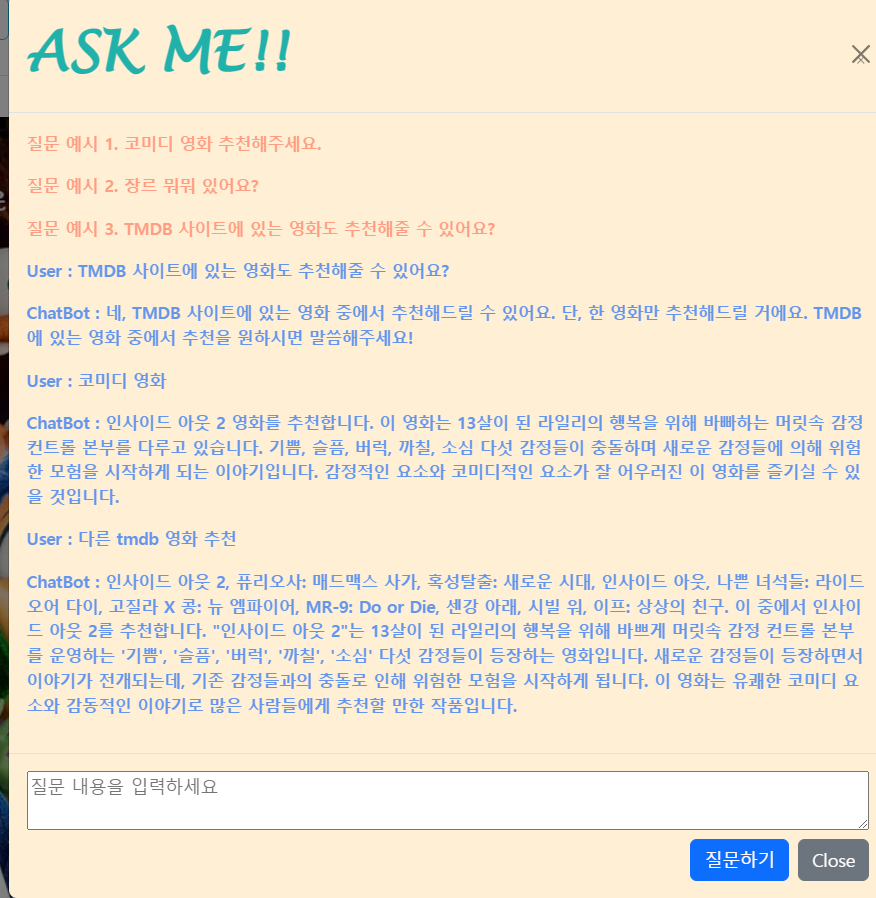 ASK ME!!
질문 예시 1. 코미디 영화 추천해주세요.
질문 예시 2. 장르 뭐뭐 있어요?
질문 예시 3. TMDB 사이트에 있는 영화도 추천해줄 수 있어요?
User : TMDB 사이트에 있는 영화도 추천해줄 수 있어요?
ChatBot : 네, TMDB 사이트에 있는 영화 중에서 추천해드릴 수 있어요. 단, 한 영화만 추천해드릴 거에요. TMDB
에 있는 영화 중에서 추천을 원하시면 말씀해주세요!
User : 코미디 영화
ChatBot : 인사이드 아웃 2 영화를 추천합니다. 이 영화는 13살이 된 라일리의 행복을 위해 바빠하는 머릿속 감정
컨트롤 본부를 다루고 있습니다. 기쁨, 슬픔, 버럭, 까칠, 소심 다섯 감정들이 충돌하며 새로운 감정들에 의해 위험
한 모험을 시작하게 되는 이야기입니다. 감정적인 요소와 코미디적인 요소가 잘 어우러진 이 영화를 즐기실 수 있
을 것입니다.
User : 다른 tmdb 영화 추천
ChatBot : 인사이드 아웃 2, 퓨리오사: 매드맥스 사가, 혹성탈출: 새로운 시대, 인사이드 아웃, 나쁜 녀석들: 라이드
오어 다이, 고질라 X 콩: 뉴 엠파이어, MR-9: Do or Die, 센강 아래, 시빌 워, 이프: 상상의 친구. 이 중에서 인사이
드 아웃 2를 추천합니다. "인사이드 아웃 2"는 13살이 된 라일리의 행복을 위해 바쁘게 머릿속 감정 컨트롤 본부
를 운영하는 '기쁨', '슬픔', '버럭', '까칠', '소심' 다섯 감정들이 등장하는 영화입니다. 새로운 감정들이 등장하면서
이야기가 전개되는데, 기존 감정들과의 충돌로 인해 위험한 모험을 시작하게 됩니다. 이 영화는 유쾌한 코미디 요
소와 감동적인 이야기로 많은 사람들에게 추천할 만한 작품입니다.
질문 내용을 입력하세요
질문하기 Close